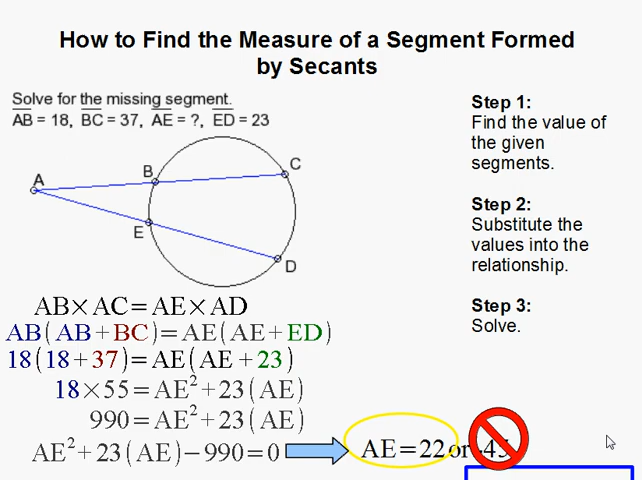 How to Find the Measure of a Segment Formed
by Secants
Solve for the missing segment.
AB = 18, BC = 37, AE = ?, ED = 23
A
B
C
E
D
AB×AC=AE×AD
AB(AB+BC)=AE(AE+ED)
18(18+37)=AE(AE+23)
18×55=AE²+23(AE)
990=AE²+23(AE)
AE²+23(AE)−990=0
AE=22 or -45
Step 1:
Find the value of
the given
segments.
Step 2:
Substitute the
values into the
relationship.
Step 3:
Solve.